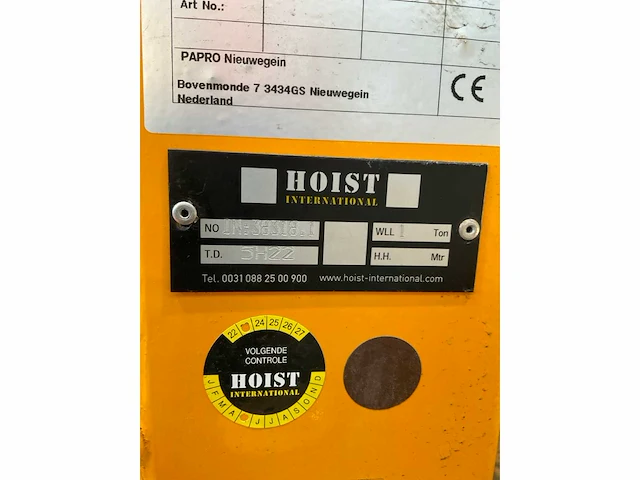 Art No.:
PAPRO Nieuwegein
Bovenmonde 7 3434GS Nieuwegein
Nederland
CE
HOIST
INTERNATIONAL
NO
WLL 1 Ton
T.D. 5H22
H.H. Mtr
Tel. 0031 088 25 00 900 www.hoist-international.com
22 24 25 26 27
VOLGENDE
CONTROLE
HOIST
INTERNATIONAL
J F M A J J A S O N D